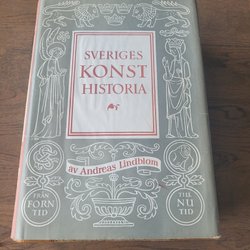 SVERIGES
KONST
HISTORIA
av Andreas Lindblom
FRÅN
FORN
TID
TILL
NU
TID